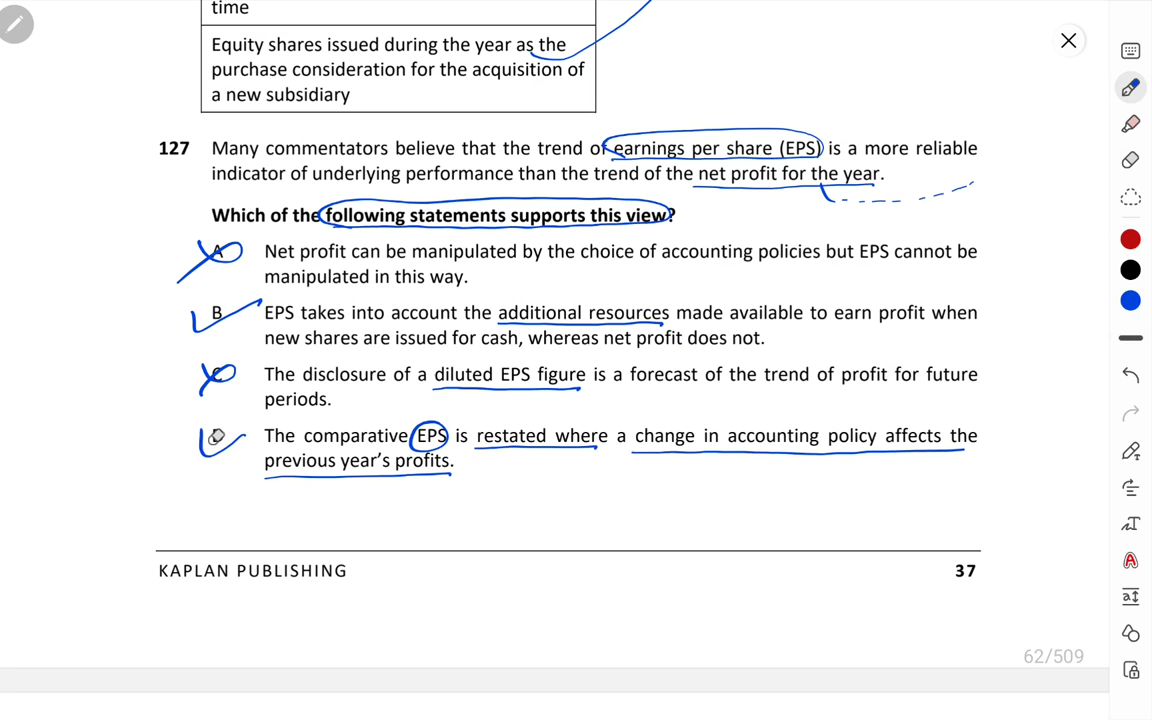 time
Equity shares issued during the year as the
purchase consideration for the acquisition of
a new subsidiary
127 Many commentators believe that the trend of earnings per share (EPS) is a more reliable
indicator of underlying performance than the trend of the net profit for the year.
Which of the following statements supports this view?
A Net profit can be manipulated by the choice of accounting policies but EPS cannot be
manipulated in this way.
B EPS takes into account the additional resources made available to earn profit when
new shares are issued for cash, whereas net profit does not.
C The disclosure of a diluted EPS figure is a forecast of the trend of profit for future
periods.
The comparative EPS is restated where a change in accounting policy affects the
previous year's profits.
KAPLAN PUBLISHING 37
62/509